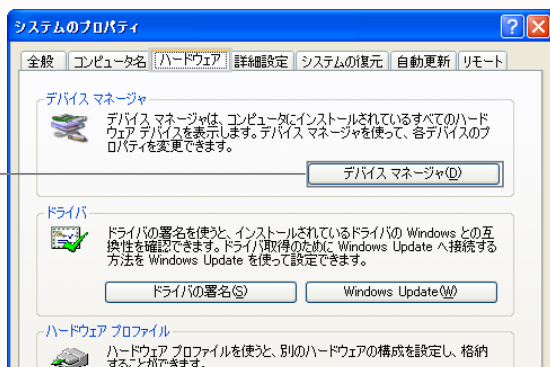 システムのプロパティ
全般 コンピュータ名 ハードウェア 詳細設定 システムの復元 自動更新 リモート
デバイス マネージャ
デバイス マネージャは、コンピュータにインストールされているすべてのハード
ウェア デバイスを表示します。デバイス マネージャを使って、各デバイスのプ
ロパティを変更できます。
デバイス マネージャ(D)
ドライバ
ドライバの署名を使うと、インストールされているドライバの Windows との互
換性を確認できます。ドライバ取得のために Windows Update へ接続する
方法を Windows Update を使って設定できます。
ドライバの署名(S) Windows Update(W)
ハードウェア プロファイル
ハードウェア プロファイルを使うと、別のハードウェアの構成を設定し、格納
することができます。